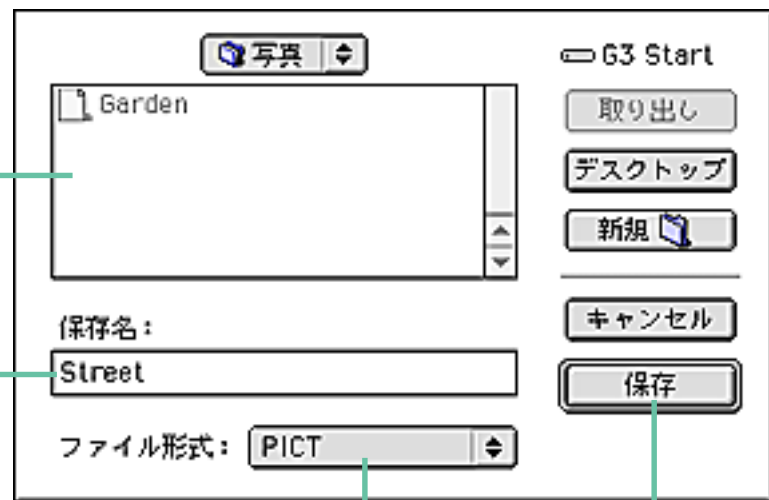 写真
G3 Start
Garden
取り出し
デスクトップ
新規
保存名：
キャンセル
Street
保存
ファイル形式： PICT